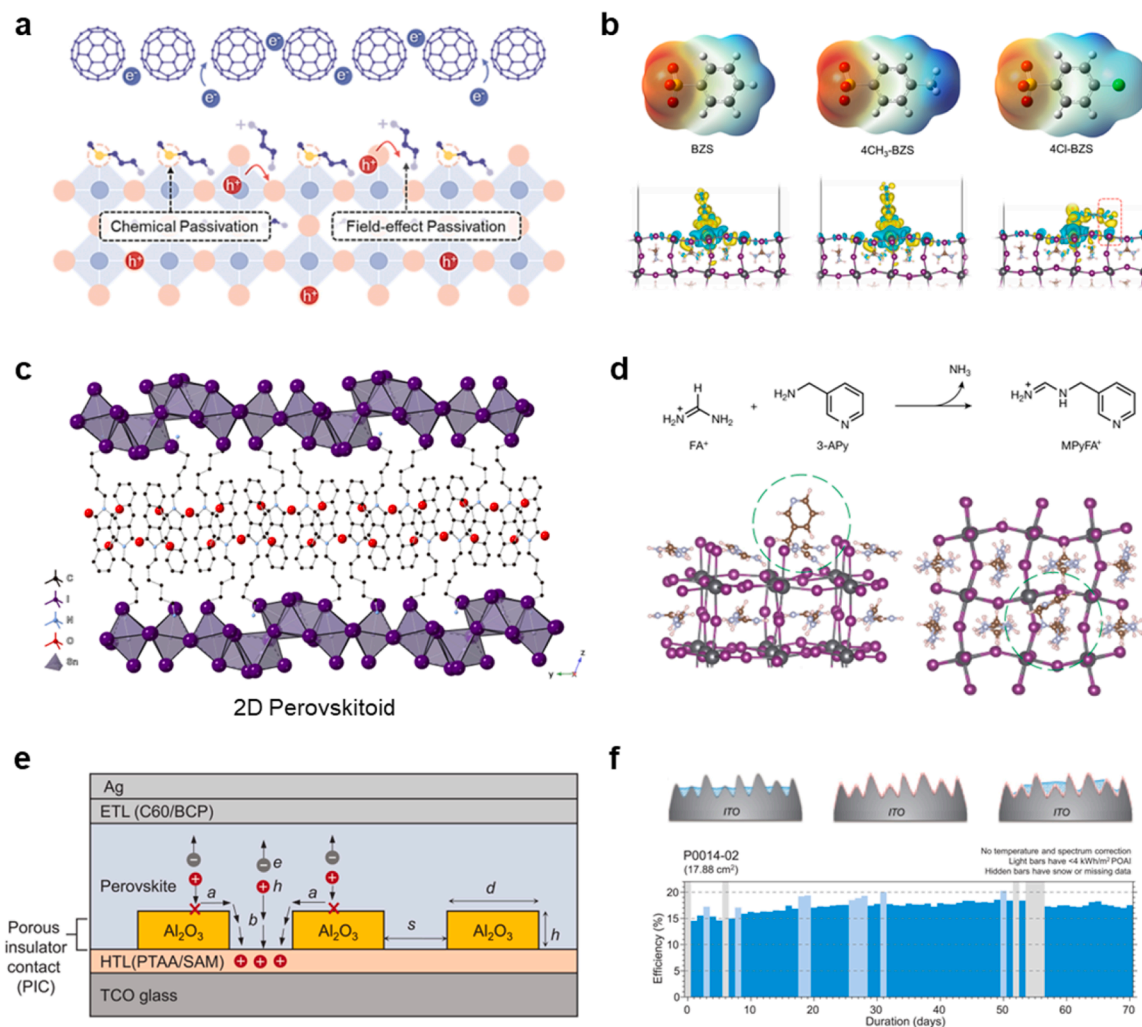 a
e-
e-
e-
e-
e-
+
+
h+
h+
Chemical Passivation
Field-effect Passivation
h+
h+
h+
b
BZS
4CH3-BZS
4Cl-BZS
c
C
I
N
O
Sn
z
y
x
2D Perovskitoid
d
NH3
H
H2N
NH2
+
H2N
N
H2N
N
H
N
FA+
3-APy
MPyFA+
e
Ag
ETL (C60/BCP)
Perovskite
e
h
a
a
b
d
s
h
Al2O3
Al2O3
Al2O3
Porous
insulator
contact
(PIC)
HTL(PTAA/SAM)
TCO glass
f
ITO
ITO
ITO
P0014-02
(17.88 cm2)
No temperature and spectrum correction
Light bars have <4 kWh/m2 POAI
Hidden bars have snow or missing data
Efficiency (%)
20
15
10
5
0
0
10
20
30
40
50
60
70
Duration (days)